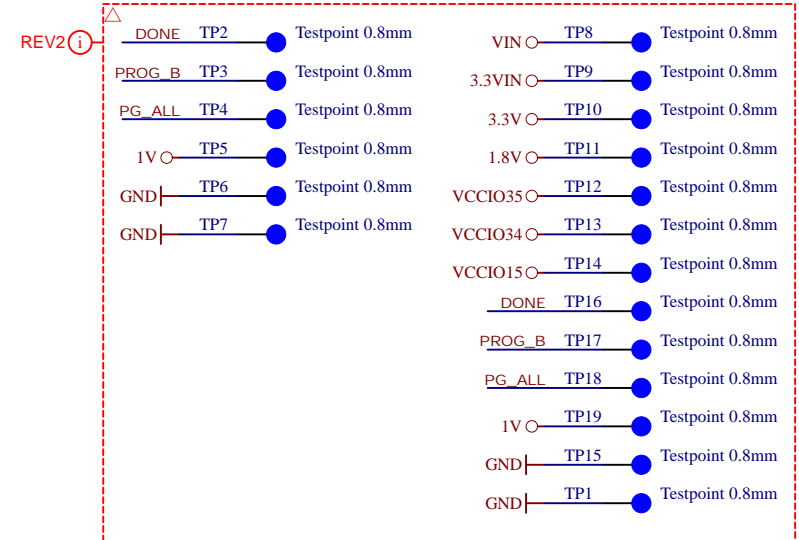 REV2 i
DONE TP2 Testpoint 0.8mm
PROG_B TP3 Testpoint 0.8mm
PG_ALL TP4 Testpoint 0.8mm
1V TP5 Testpoint 0.8mm
GND TP6 Testpoint 0.8mm
GND TP7 Testpoint 0.8mm
VIN TP8 Testpoint 0.8mm
3.3VIN TP9 Testpoint 0.8mm
3.3V TP10 Testpoint 0.8mm
1.8V TP11 Testpoint 0.8mm
VCCIO35 TP12 Testpoint 0.8mm
VCCIO34 TP13 Testpoint 0.8mm
VCCIO15 TP14 Testpoint 0.8mm
DONE TP16 Testpoint 0.8mm
PROG_B TP17 Testpoint 0.8mm
PG_ALL TP18 Testpoint 0.8mm
1V TP19 Testpoint 0.8mm
GND TP15 Testpoint 0.8mm
GND TP1 Testpoint 0.8mm